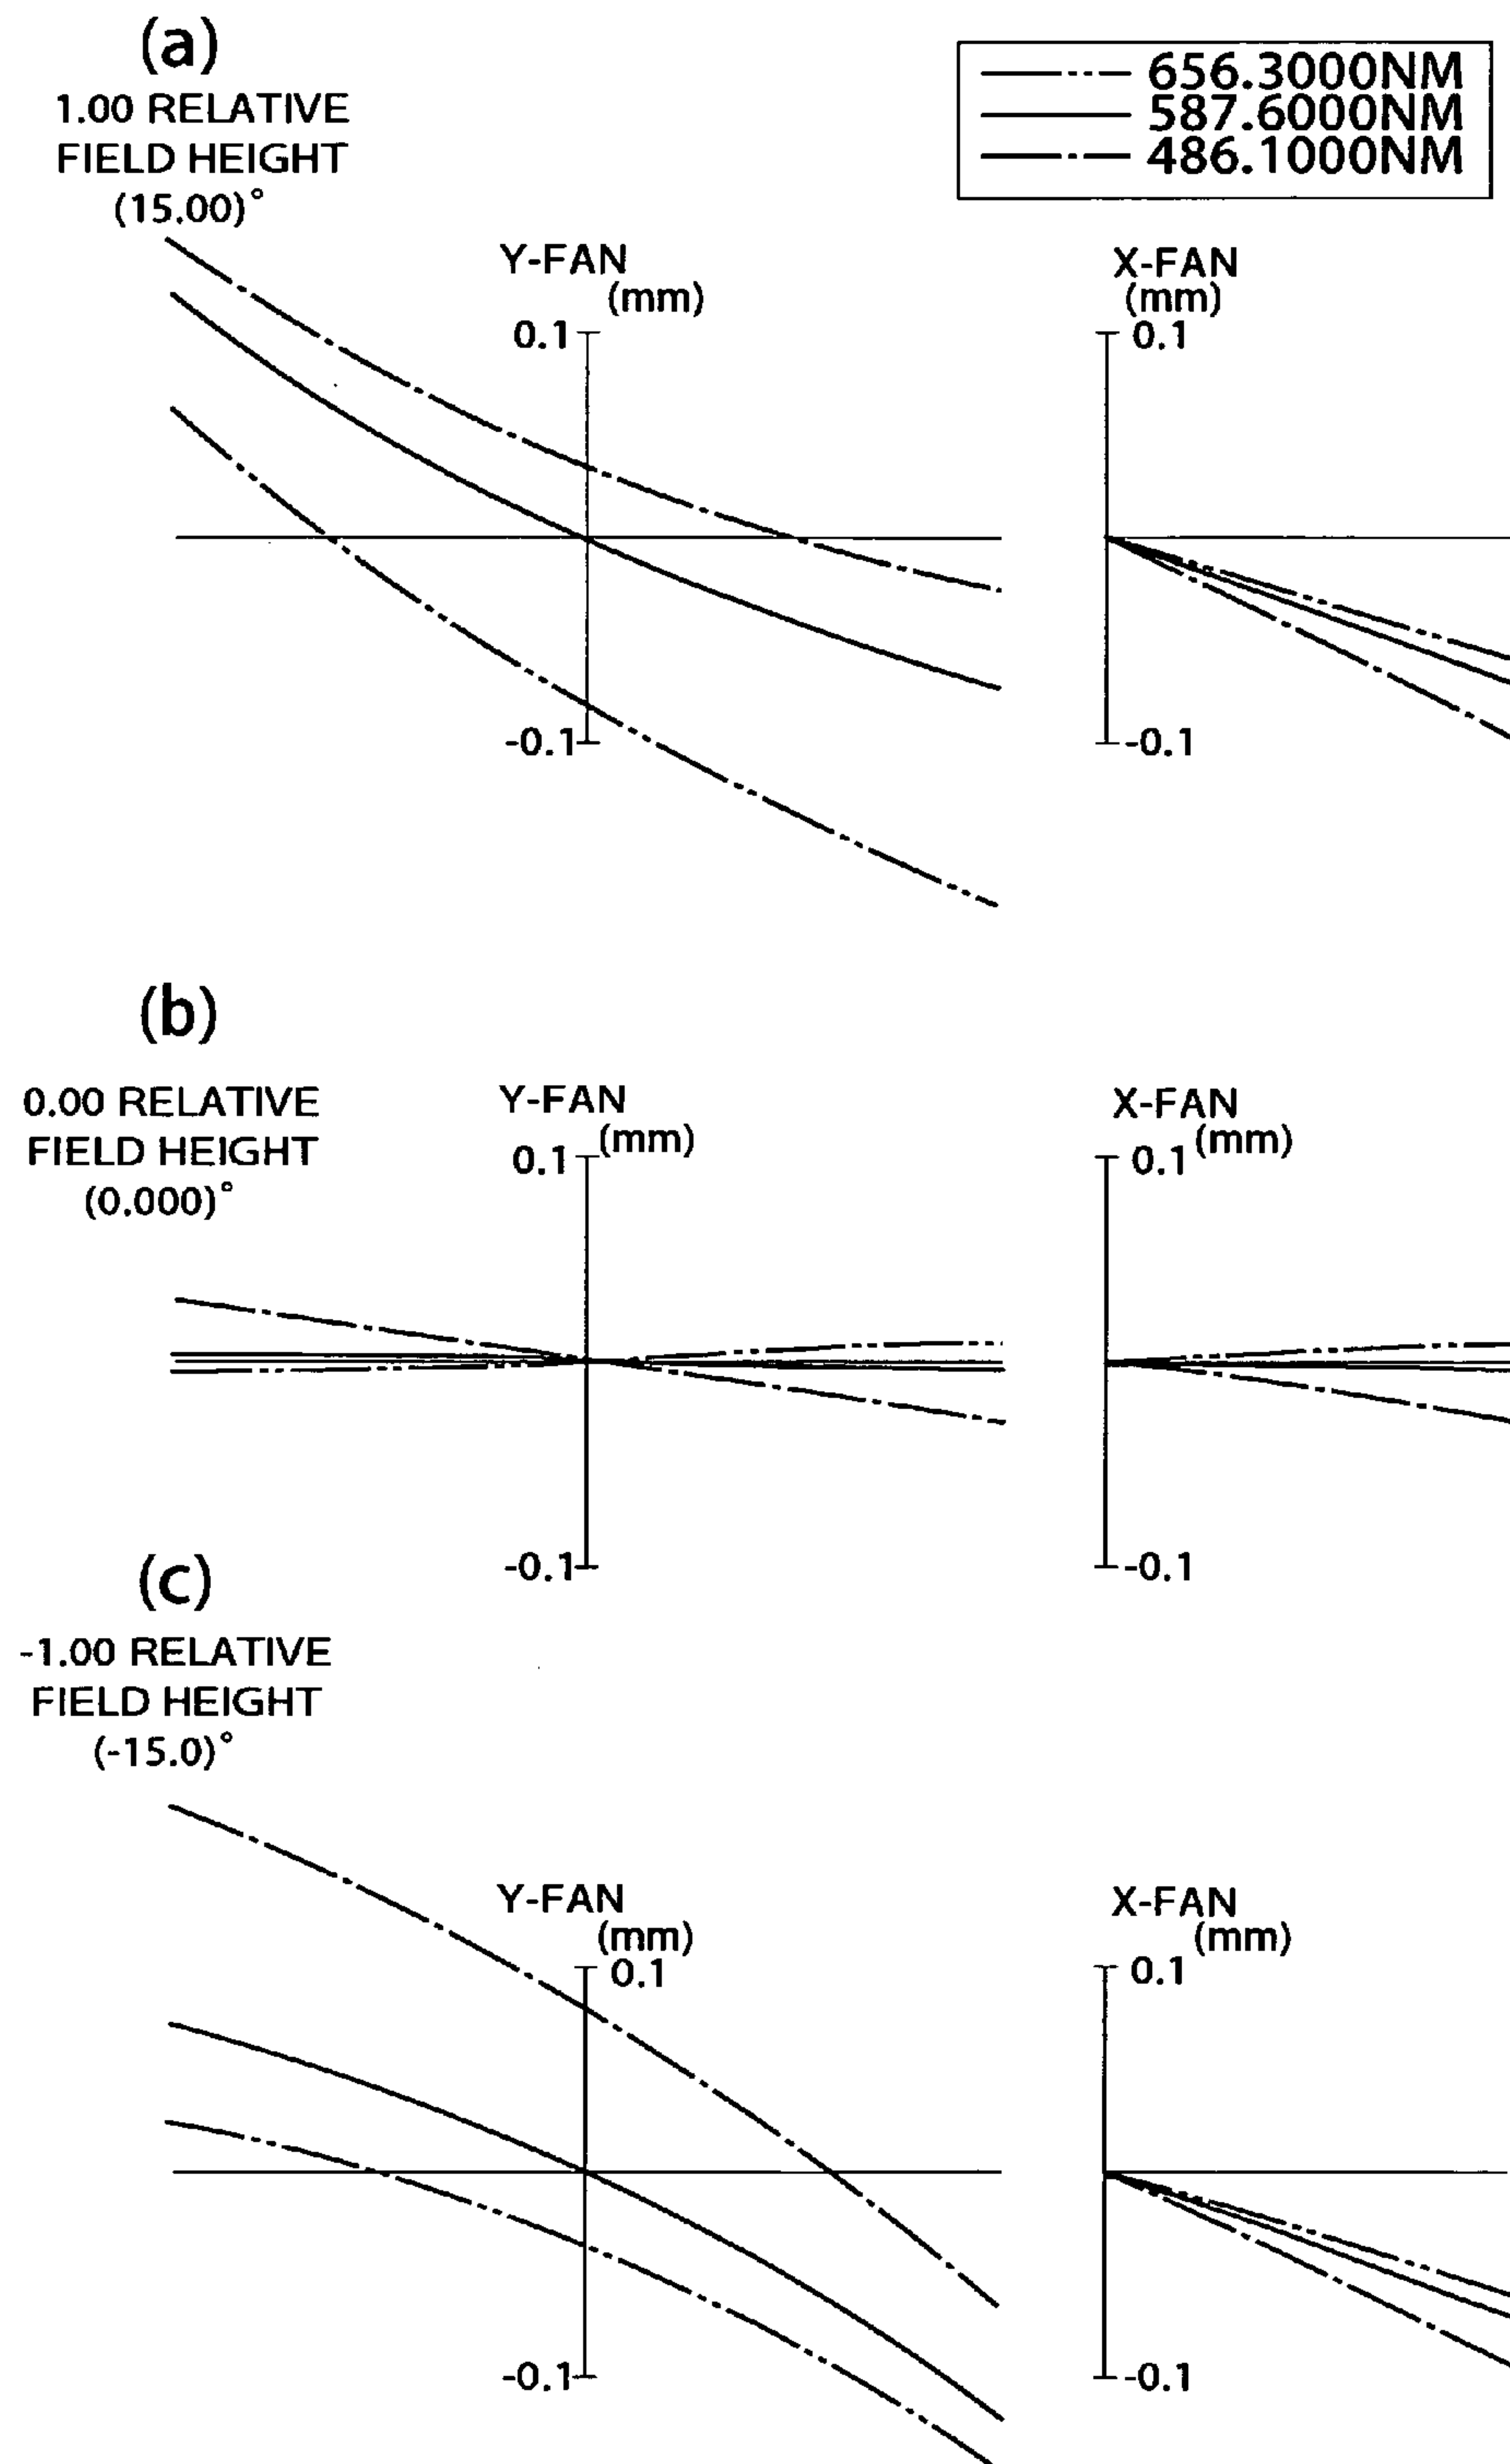 (a)
1.00 RELATIVE
FIELD HEIGHT
(15.00)°
656.3000NM
587.6000NM
486.1000NM
Y-FAN
(mm)
0.1
-0.1
X-FAN
(mm)
0.1
-0.1
(b)
0.00 RELATIVE
FIELD HEIGHT
(0.000)°
Y-FAN
(mm)
0.1
-0.1
X-FAN
(mm)
0.1
-0.1
(c)
-1.00 RELATIVE
FIELD HEIGHT
(-15.0)°
Y-FAN
(mm)
0.1
-0.1
X-FAN
(mm)
0.1
-0.1